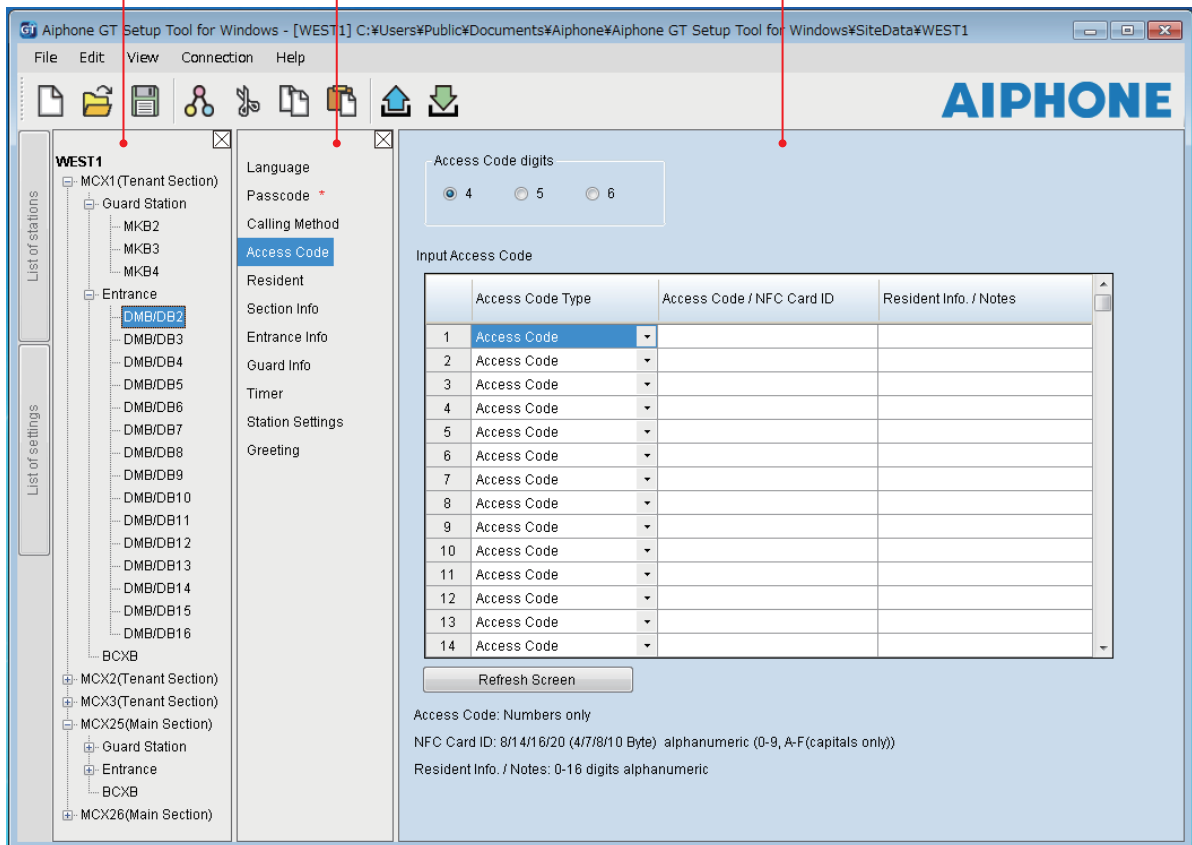 Aiphone GT Setup Tool for Windows - [WEST1] C:¥Users¥Public¥Documents¥Aiphone¥Aiphone GT Setup Tool for Windows¥SiteData¥WEST1
File Edit View Connection Help
AIPHONE
List of stations
List of settings
WEST1
MCX1(Tenant Section)
Guard Station
MKB2
MKB3
MKB4
Entrance
DMB/DB2
DMB/DB3
DMB/DB4
DMB/DB5
DMB/DB6
DMB/DB7
DMB/DB8
DMB/DB9
DMB/DB10
DMB/DB11
DMB/DB12
DMB/DB13
DMB/DB14
DMB/DB15
DMB/DB16
BCXB
MCX2(Tenant Section)
MCX3(Tenant Section)
MCX25(Main Section)
Guard Station
Entrance
BCXB
MCX26(Main Section)
Language
Passcode *
Calling Method
Access Code
Resident
Section Info
Entrance Info
Guard Info
Timer
Station Settings
Greeting
Access Code digits
4 5 6
Input Access Code
Access Code Type Access Code / NFC Card ID Resident Info. / Notes
1 Access Code
2 Access Code
3 Access Code
4 Access Code
5 Access Code
6 Access Code
7 Access Code
8 Access Code
9 Access Code
10 Access Code
11 Access Code
12 Access Code
13 Access Code
14 Access Code
Refresh Screen
Access Code: Numbers only
NFC Card ID: 8/14/16/20 (4/7/8/10 Byte) alphanumeric (0-9, A-F(capitals only))
Resident Info. / Notes: 0-16 digits alphanumeric